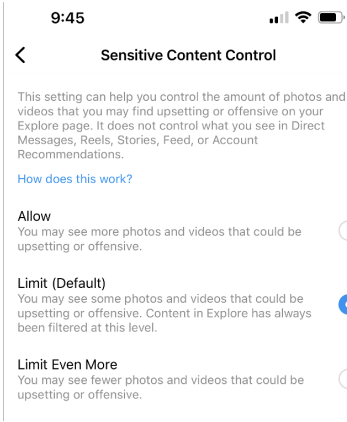 9:45
Sensitive Content Control
This setting can help you control the amount of photos and
videos that you may find upsetting or offensive on your
Explore page. It does not control what you see in Direct
Messages, Reels, Stories, Feed, or Account
Recommendations.
How does this work?
Allow
You may see more photos and videos that could be
upsetting or offensive.
Limit (Default)
You may see some photos and videos that could be
upsetting or offensive. Content in Explore has always
been filtered at this level.
Limit Even More
You may see fewer photos and videos that could be
upsetting or offensive.